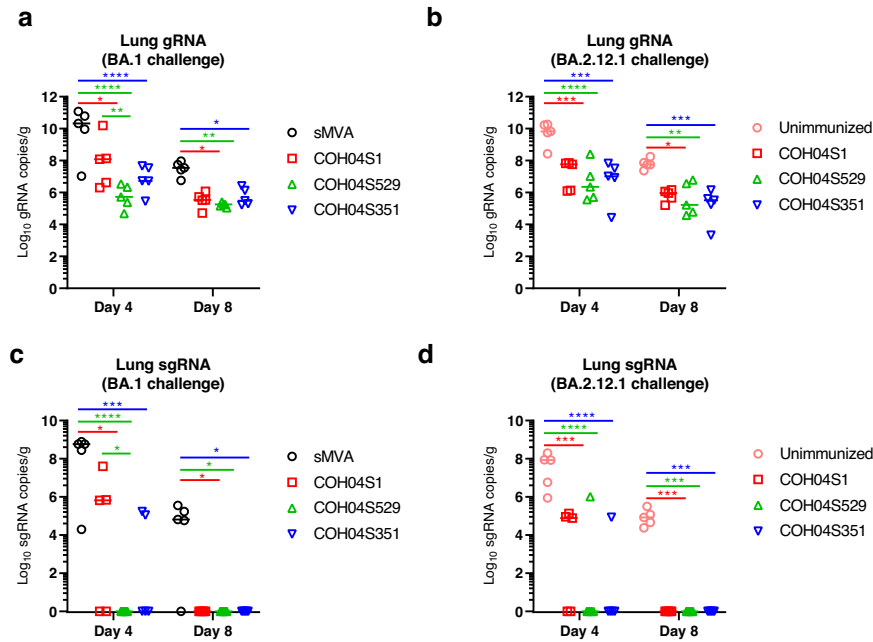 a
Lung gRNA
(BA.1 challenge)
****
****
*
**
*
**
*
Log10 gRNA copies/g
12
10
8
6
4
2
0
Day 4
Day 8
sMVA
COH04S1
COH04S529
COH04S351
b
Lung gRNA
(BA.2.12.1 challenge)
***
****
***
***
**
*
Log10 gRNA copies/g
12
10
8
6
4
2
0
Day 4
Day 8
Unimmunized
COH04S1
COH04S529
COH04S351
c
Lung sgRNA
(BA.1 challenge)
***
****
*
*
*
*
*
Log10 sgRNA copies/g
10
8
6
4
2
0
Day 4
Day 8
sMVA
COH04S1
COH04S529
COH04S351
d
Lung sgRNA
(BA.2.12.1 challenge)
****
****
***
***
***
***
Log10 sgRNA copies/g
10
8
6
4
2
0
Day 4
Day 8
Unimmunized
COH04S1
COH04S529
COH04S351